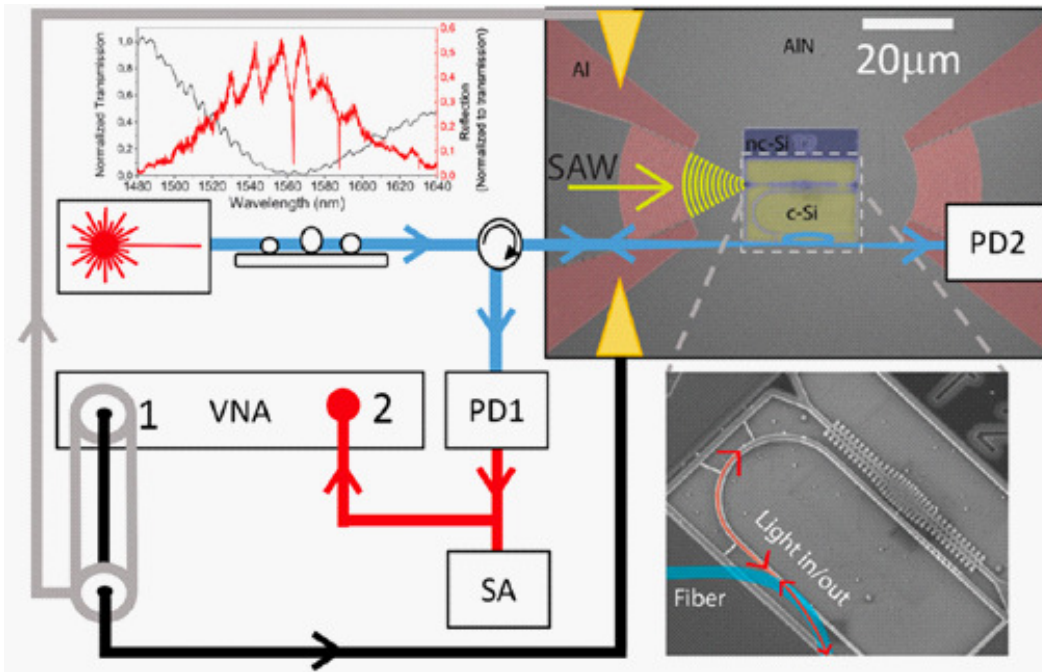 1,0
0,8
0,6
0,4
0,2
0,0
Normalized Transmission
0,6
0,5
0,4
0,3
0,2
0,1
0,0
Reflection
(Normalized to transmission)
1480 1500 1520 1540 1560 1580 1600 1620 1640
Wavelength (nm)
Al
AlN
20μm
nc-Si
SAW
c-Si
PD2
1
VNA
2
PD1
SA
Light in/out
Fiber